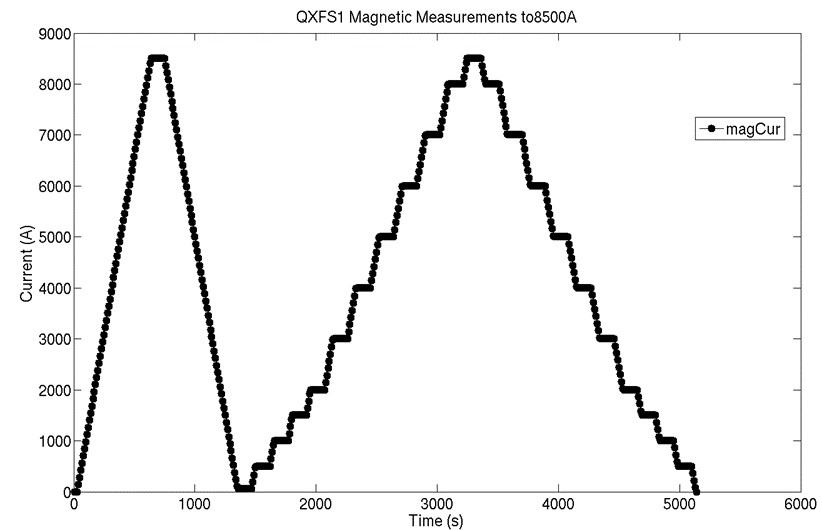 QXFS1 Magnetic Measurements to8500A
9000
8000
7000
6000
5000
4000
3000
2000
1000
0
Current (A)
magCur
0 1000 2000 3000 4000 5000 6000
Time (s)